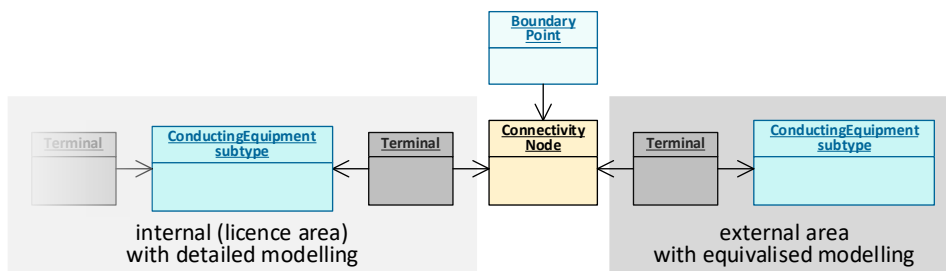 Boundary
Point
Terminal
ConductingEquipment
subtype
Terminal
Connectivity
Node
Terminal
ConductingEquipment
subtype
internal (licence area)
with detailed modelling
external area
with equivalised modelling